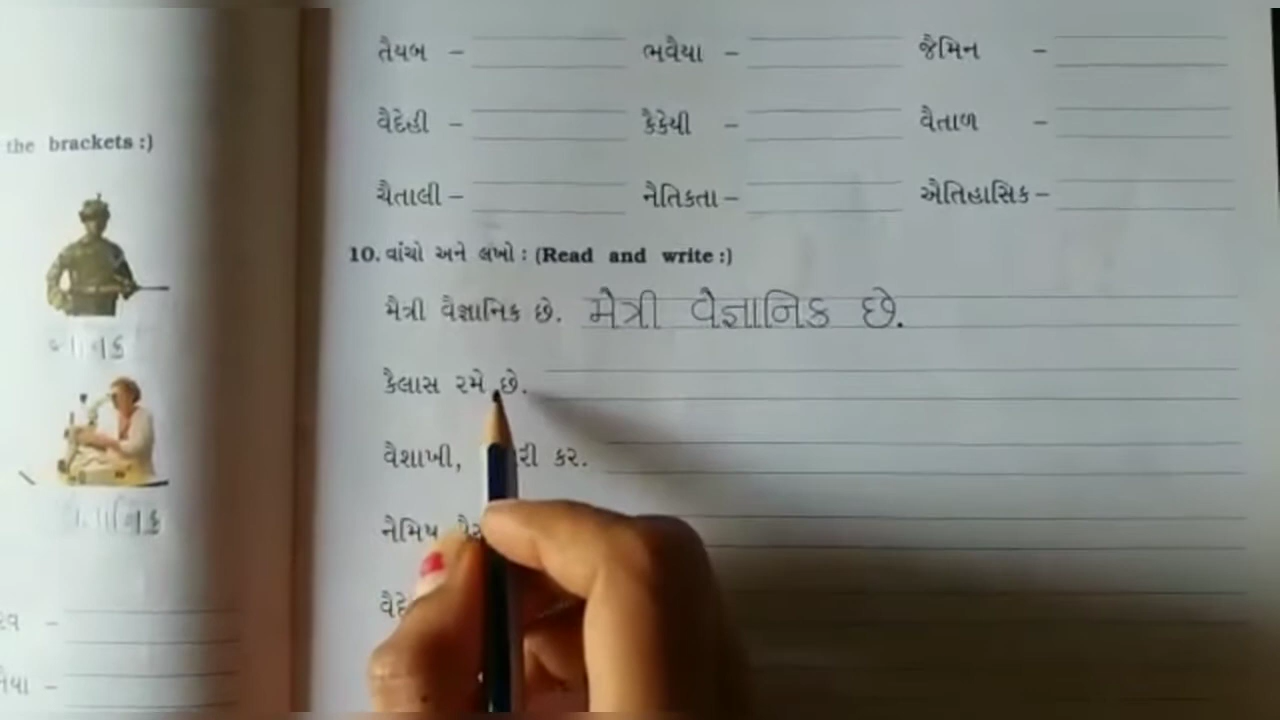 તૈયબ – ભવૈયા – જૈમિન –
the brackets:)
વૈદેહી – કૈકેયી – વૈતાળ –
ચૈતાલી – નૈતિકતા – ઐતિહાસિક –
10. વાંચો અને લખો : (Read and write :)
મૈત્રી વૈજ્ઞાનિક છે. મૈત્રી વૈજ્ઞાનિક છે.
કૈલાસ રમે છે.
વૈશાખી, કર.
નૈમિષ